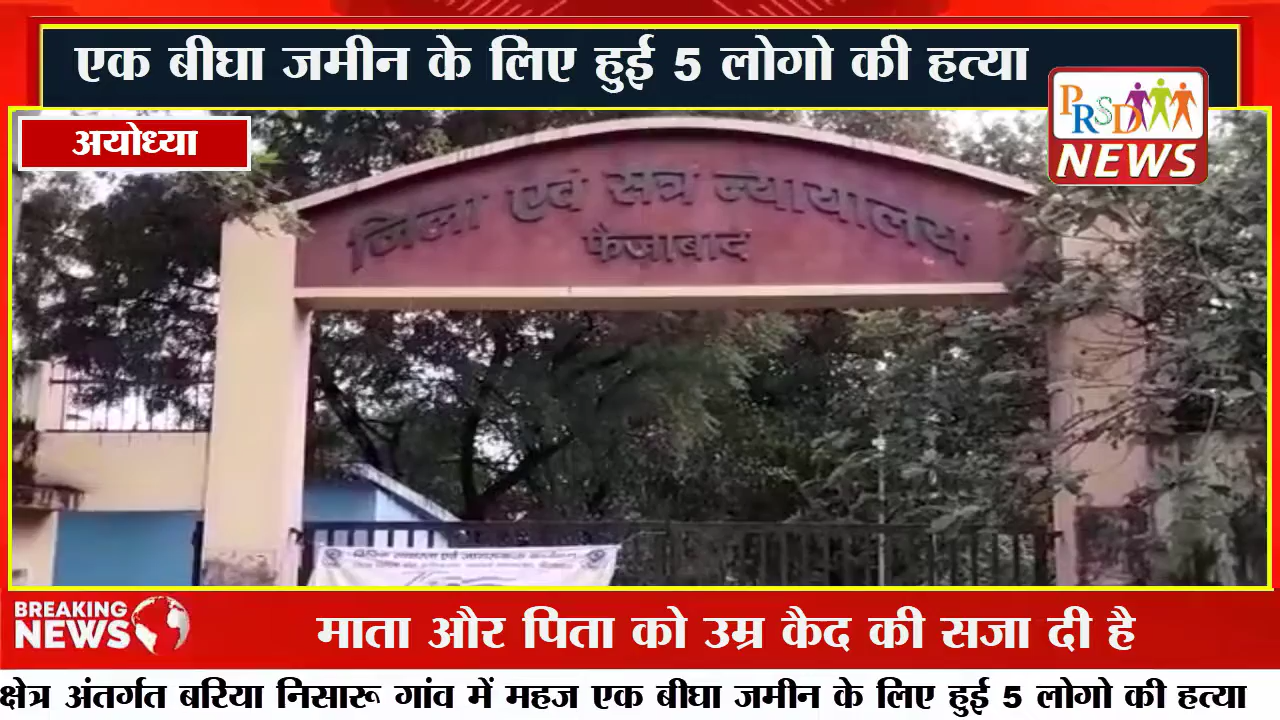 एक बीघा जमीन के लिए हुई 5 लोगो की हत्या
अयोध्या
PRSD
NEWS
जिला एवं सत्र न्यायालय
फैज़ाबाद
BREAKING
NEWS
माता और पिता को उम्र कैद की सजा दी है
क्षेत्र अंतर्गत बरिया निसारू गांव में महज एक बीघा जमीन के लिए हुई 5 लोगो की हत्या